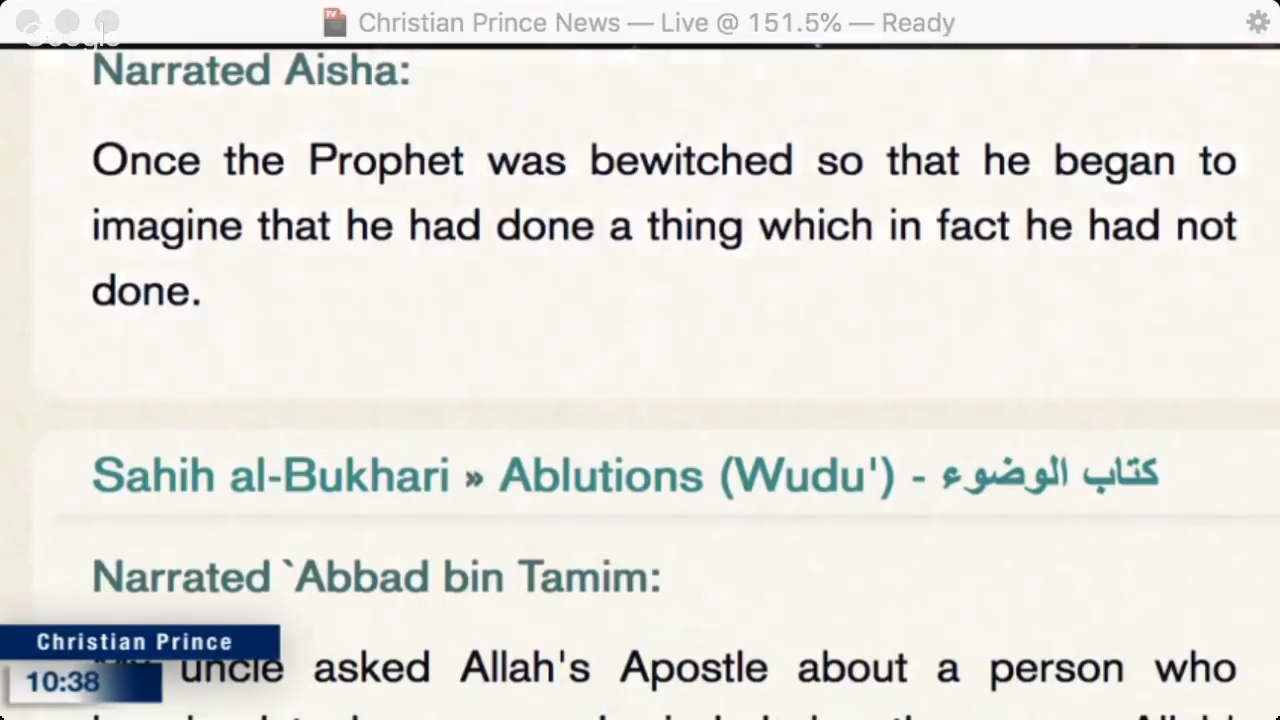 Christian Prince News — Live @ 151.5% — Ready
Google
Narrated Aisha:
Once the Prophet was bewitched so that he began to
imagine that he had done a thing which in fact he had not
done.
Sahih al-Bukhari » Ablutions (Wudu') - كتاب الوضوء
Narrated `Abbad bin Tamim:
Christian Prince
uncle asked Allah's Apostle about a person who
10:38